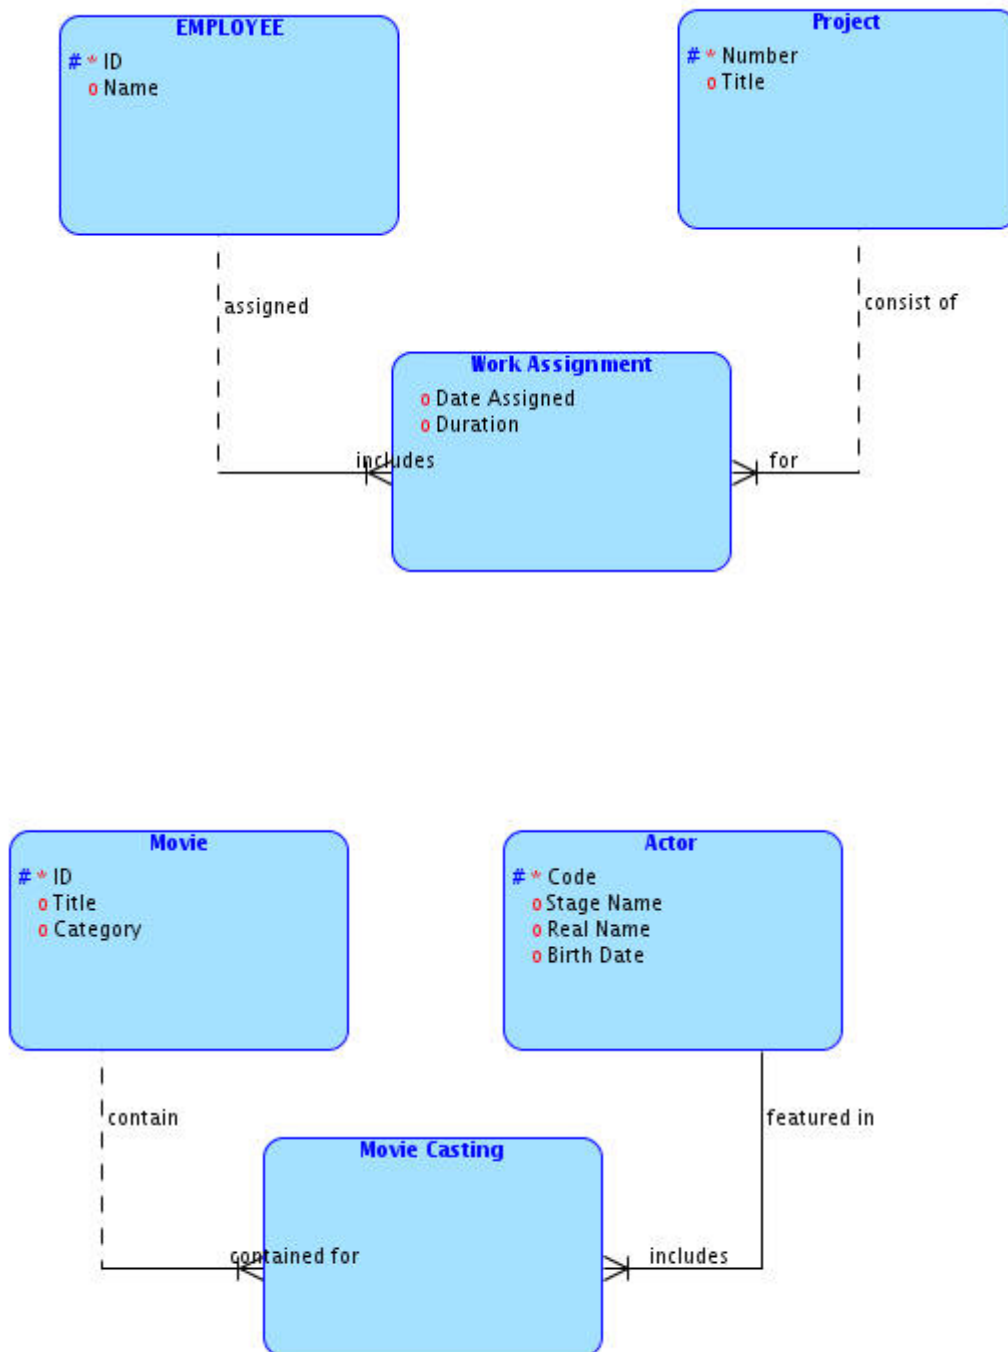 EMPLOYEE
# * ID
o Name
Project
# * Number
o Title
assigned
consist of
Work Assignment
o Date Assigned
o Duration
includes
for
Movie
# * ID
o Title
o Category
Actor
# * Code
o Stage Name
o Real Name
o Birth Date
contain
featured in
Movie Casting
contained for
includes